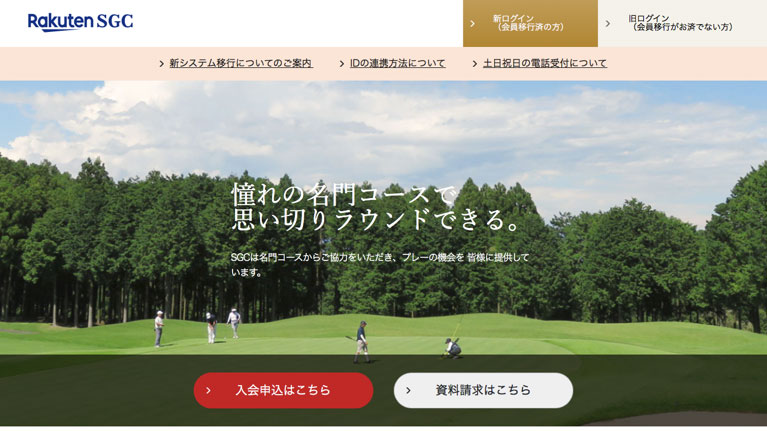 Rakuten SGC
新ログイン
（会員移行済の方）
旧ログイン
（会員移行がお済でない方）
新システム移行についてのご案内
IDの連携方法について
土日祝日の電話受付について
憧れの名門コースで
思い切りラウンドできる。
SGCは名門コースからご協力をいただき、プレーの機会を 皆様に提供して
います。
入会申込はこちら
資料請求はこちら